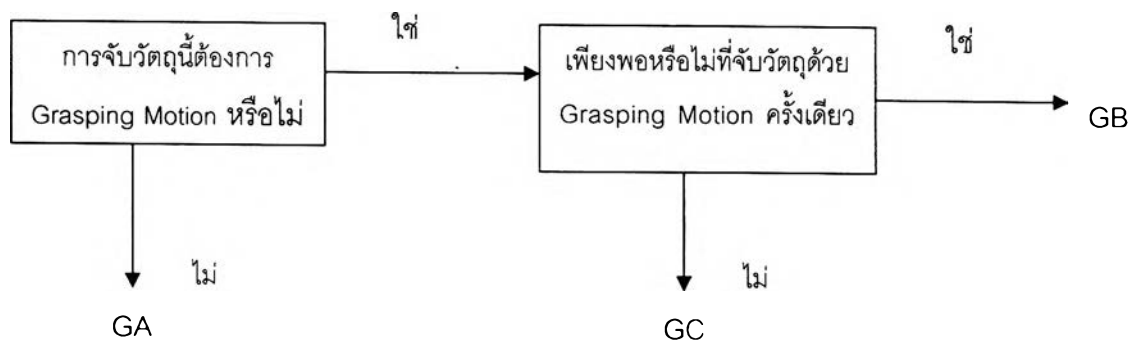 การจับวัตถุนี้ต้องการ
Grasping Motion หรือไม่
ใช่
เพียงพอหรือไม่ที่จับวัตถุด้วย
Grasping Motion ครั้งเดียว
ใช่
GB
ไม่
GA
ไม่
GC